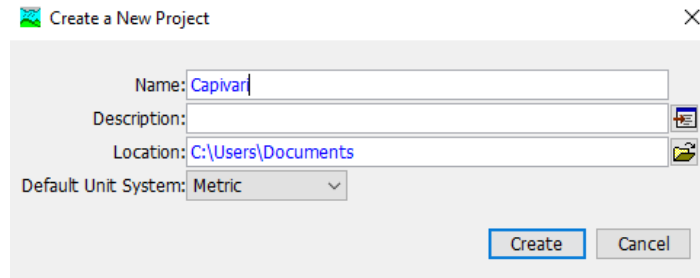 Create a New Project
Name: Capivari
Description:
Location: C:\Users\Documents
Default Unit System: Metric
Create Cancel